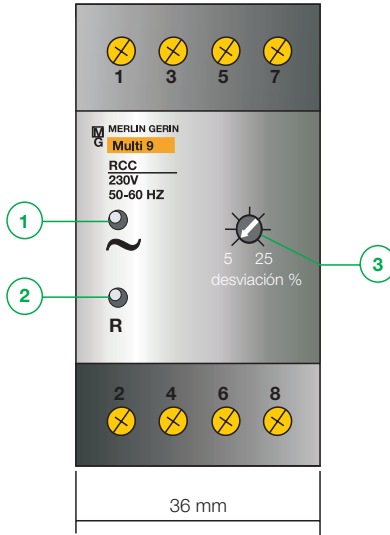 1 3 5 7
M
G
MERLIN GERIN
Multi 9
RCC
230V
50-60 HZ
1
~
5 25
3
desviación %
2
R
2 4 6 8
36 mm